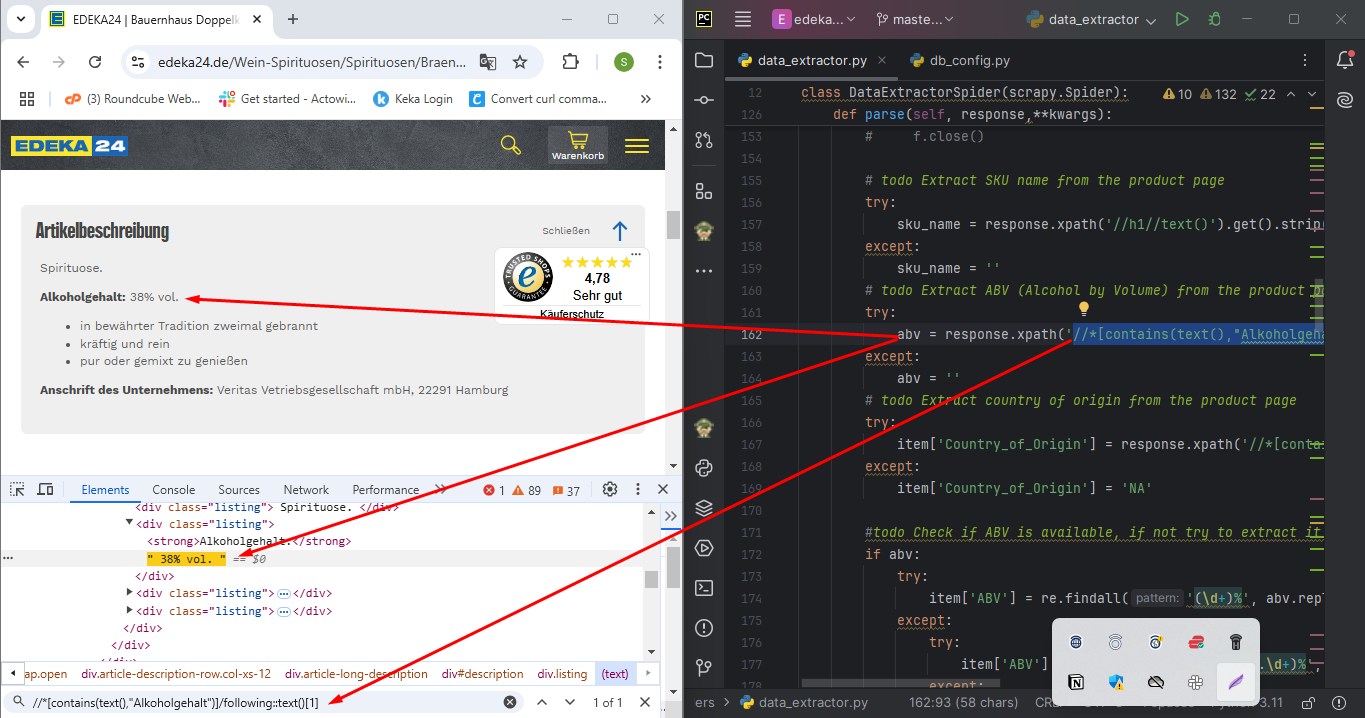 EDEKA24 | Bauernhaus Doppelk
edeka24.de/Wein-Spirituosen/Spirituosen/Braen...
S
(3) Roundcube Web...
Get started - Actowi...
Keka Login
Convert curl comma...
EDEKA 24
Warenkorb
Artikelbeschreibung
Schließen
Spirituose.
Alkoholgehalt: 38% vol.
in bewährter Tradition zweimal gebrannt
kräftig und rein
pur oder gemixt zu genießen
Anschrift des Unternehmens: Veritas Vetriebsgesellschaft mbH, 22291 Hamburg
TRUSTED SHOPS
GUARANTEE
4,78
Sehr gut
Käuferschutz
Elements
Console
Sources
Network
Performance
1
89
37
<div class="listing"> Spirituose. </div>
<div class="listing">
<strong>Alkoholgehalt:</strong>
" 38% vol. " == $0
</div>
<div class="listing"> </div>
<div class="listing"> </div>
</div>
</div>
ap.open
div.article-description-row.col-xs-12
div.article-long-description
div#description
div.listing
(text)
//*[contains(text(),"Alkoholgehalt")]/following::text()[1]
1 of 1
PC
E
edeka...
maste...
data_extractor
data_extractor.py
db_config.py
12 class DataExtractorSpider(scrapy.Spider):
10
132
22
126 def parse(self, response,**kwargs):
153 # f.close()
154
155 # todo Extract SKU name from the product page
156 try:
157 sku_name = response.xpath('//h1//text()').get().strip(
158 except:
159 sku_name = ''
160 # todo Extract ABV (Alcohol by Volume) from the product p
161 try:
162 abv = response.xpath('//*[contains(text(),"Alkoholgeha
163 except:
164 abv = ''
165 # todo Extract country of origin from the product page
166 try:
167 item['Country_of_Origin'] = response.xpath('//*[conta
168 except:
169 item['Country_of_Origin'] = 'NA'
170
171 #todo Check if ABV is available, if not try to extract it
172 if abv:
173 try:
174 item['ABV'] = re.findall( pattern: '(\d+)%', abv.repl
175 except:
176 try:
177 item['ABV'] .\d+)%
178 except:
ers
data_extractor.py
162:93 (58 chars)
3.11